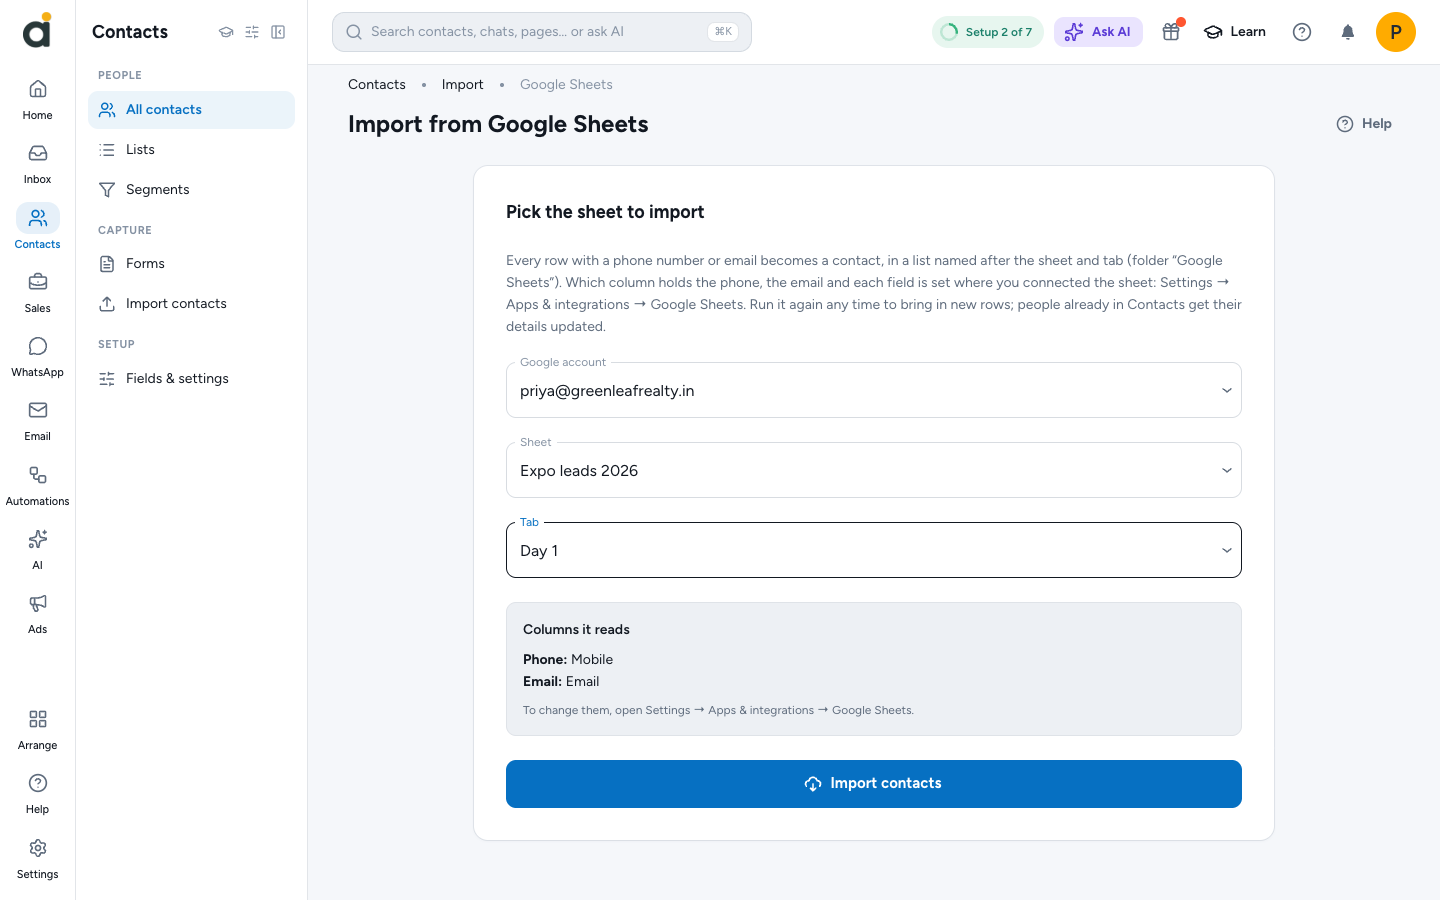 Contacts
Search contacts, chats, pages... or ask AI
⌘K
Setup 2 of 7
Ask AI
Learn
P
Home
Inbox
Contacts
Sales
WhatsApp
Email
Automations
AI
Ads
Arrange
Help
Settings
PEOPLE
All contacts
Lists
Segments
CAPTURE
Forms
Import contacts
SETUP
Fields & settings
Contacts • Import • Google Sheets
Import from Google Sheets
Help
Pick the sheet to import
Every row with a phone number or email becomes a contact, in a list named after the sheet and tab (folder “Google
Sheets”). Which column holds the phone, the email and each field is set where you connected the sheet: Settings →
Apps & integrations → Google Sheets. Run it again any time to bring in new rows; people already in Contacts get their
details updated.
Google account
priya@greenleafrealty.in
Sheet
Expo leads 2026
Tab
Day 1
Columns it reads
Phone: Mobile
Email: Email
To change them, open Settings → Apps & integrations → Google Sheets.
Import contacts